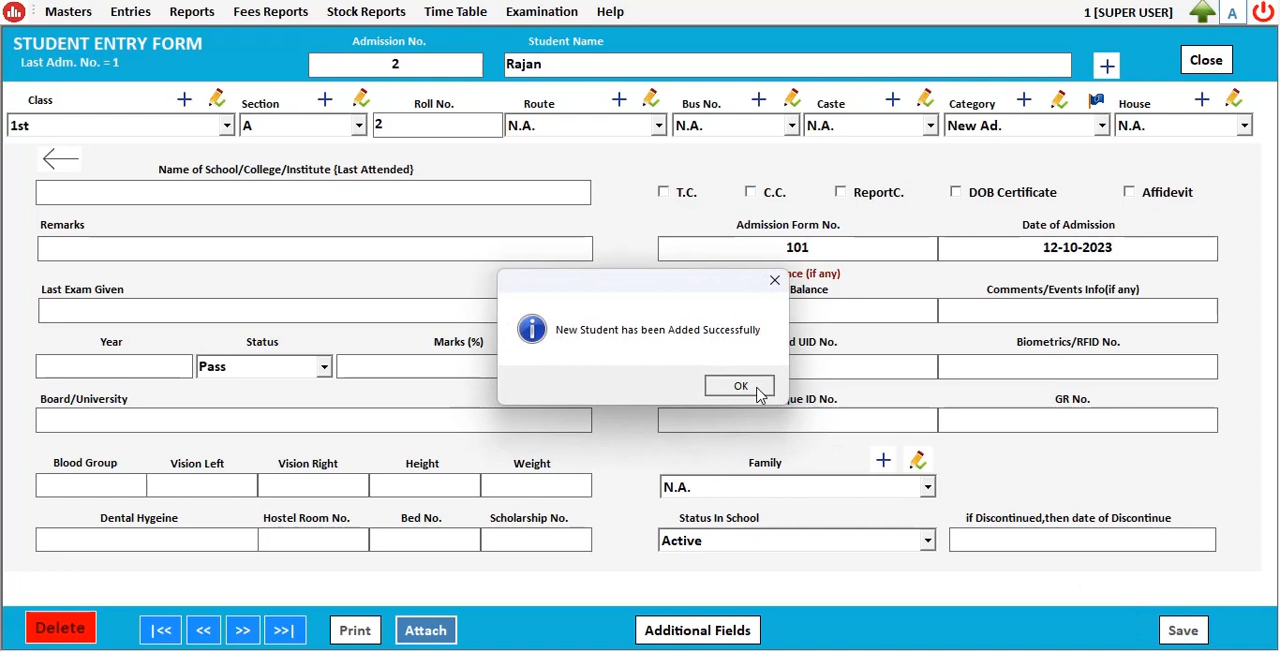 Masters Entries Reports Fees Reports Stock Reports Time Table Examination Help 1 [SUPER USER] A
STUDENT ENTRY FORM
Last Adm. No. = 1
Admission No. Student Name
2 Rajan Close
Class Section Roll No. Route Bus No. Caste Category House
1st A 2 N.A. N.A. N.A. New Ad. N.A.
Name of School/College/Institute {Last Attended}
T.C. C.C. ReportC. DOB Certificate Affidevit
Remarks Admission Form No. Date of Admission
101 12-10-2023
(if any)
Last Exam Given Balance Comments/Events Info(if any)
New Student has been Added Successfully
Year Status Marks (%) UID No. Biometrics/RFID No.
Pass
OK
Board/University ID No. GR No.
Blood Group Vision Left Vision Right Height Weight Family
N.A.
Dental Hygeine Hostel Room No. Bed No. Scholarship No. Status In School if Discontinued,then date of Discontinue
Active
Delete |<< << >> >>| Print Attach Additional Fields Save